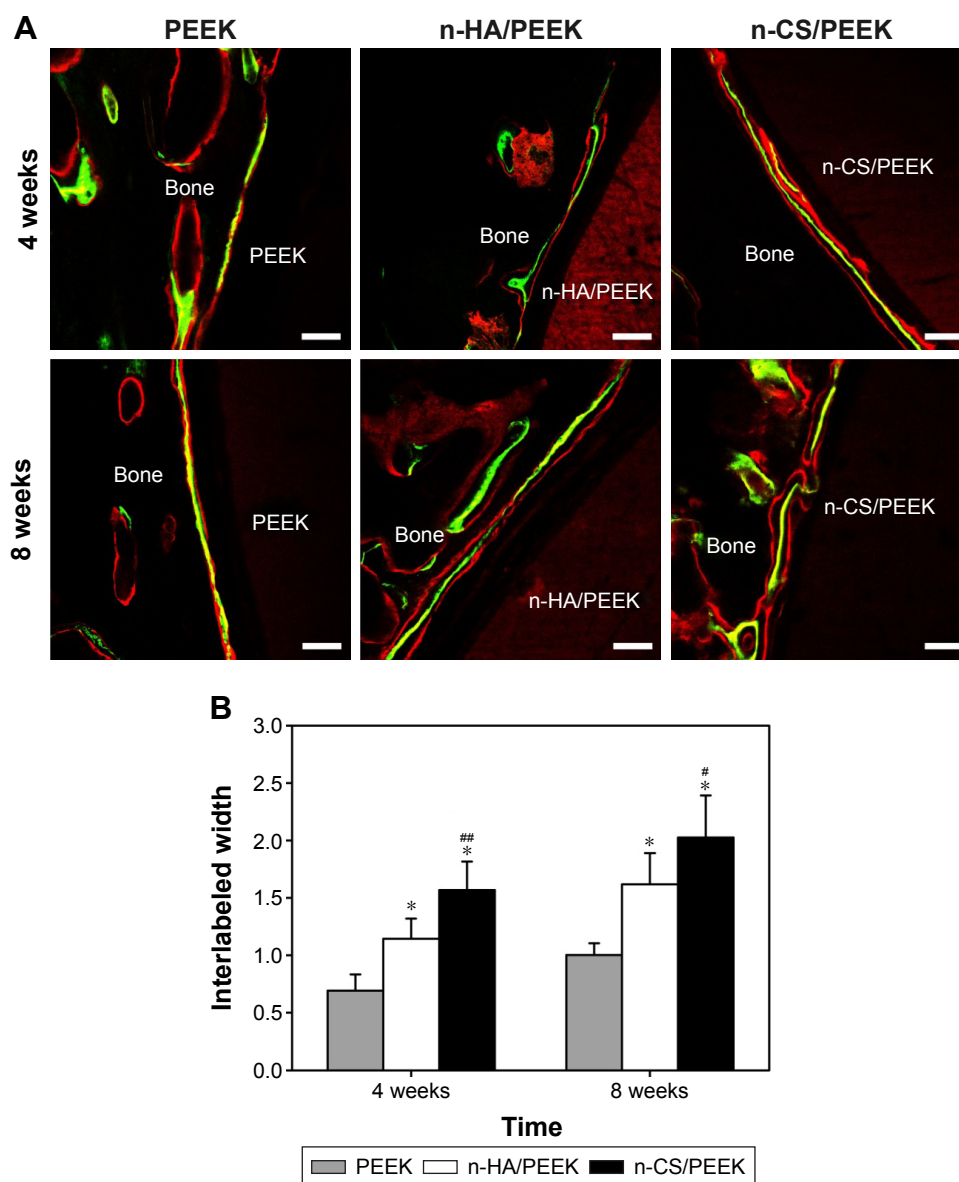 A
PEEK n-HA/PEEK n-CS/PEEK
4 weeks
Bone
PEEK
Bone
n-HA/PEEK
n-CS/PEEK
Bone
8 weeks
Bone
PEEK
Bone
n-HA/PEEK
n-CS/PEEK
Bone
B
Interlabeled width
3.0
2.5
2.0
1.5
1.0
0.5
0.0
*
##
*
*
#
*
4 weeks 8 weeks
Time
PEEK n-HA/PEEK n-CS/PEEK